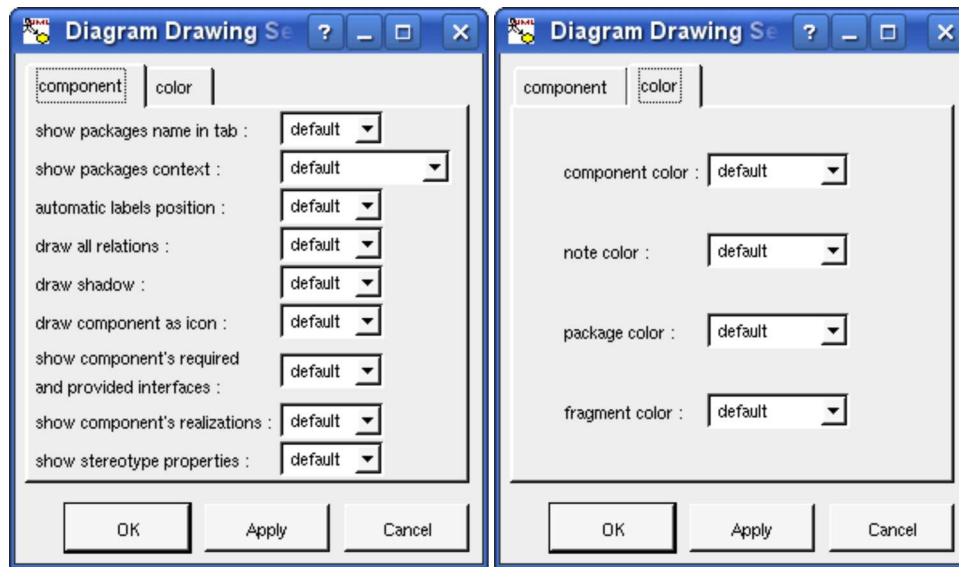 Diagram Drawing Se
component
color
show packages name in tab : default
show packages context : default
automatic labels position : default
draw all relations : default
draw shadow : default
draw component as icon : default
show component's required
and provided interfaces : default
show component's realizations : default
show stereotype properties : default
OK Apply Cancel
Diagram Drawing Se
component
color
component color : default
note color : default
package color : default
fragment color : default
OK Apply Cancel